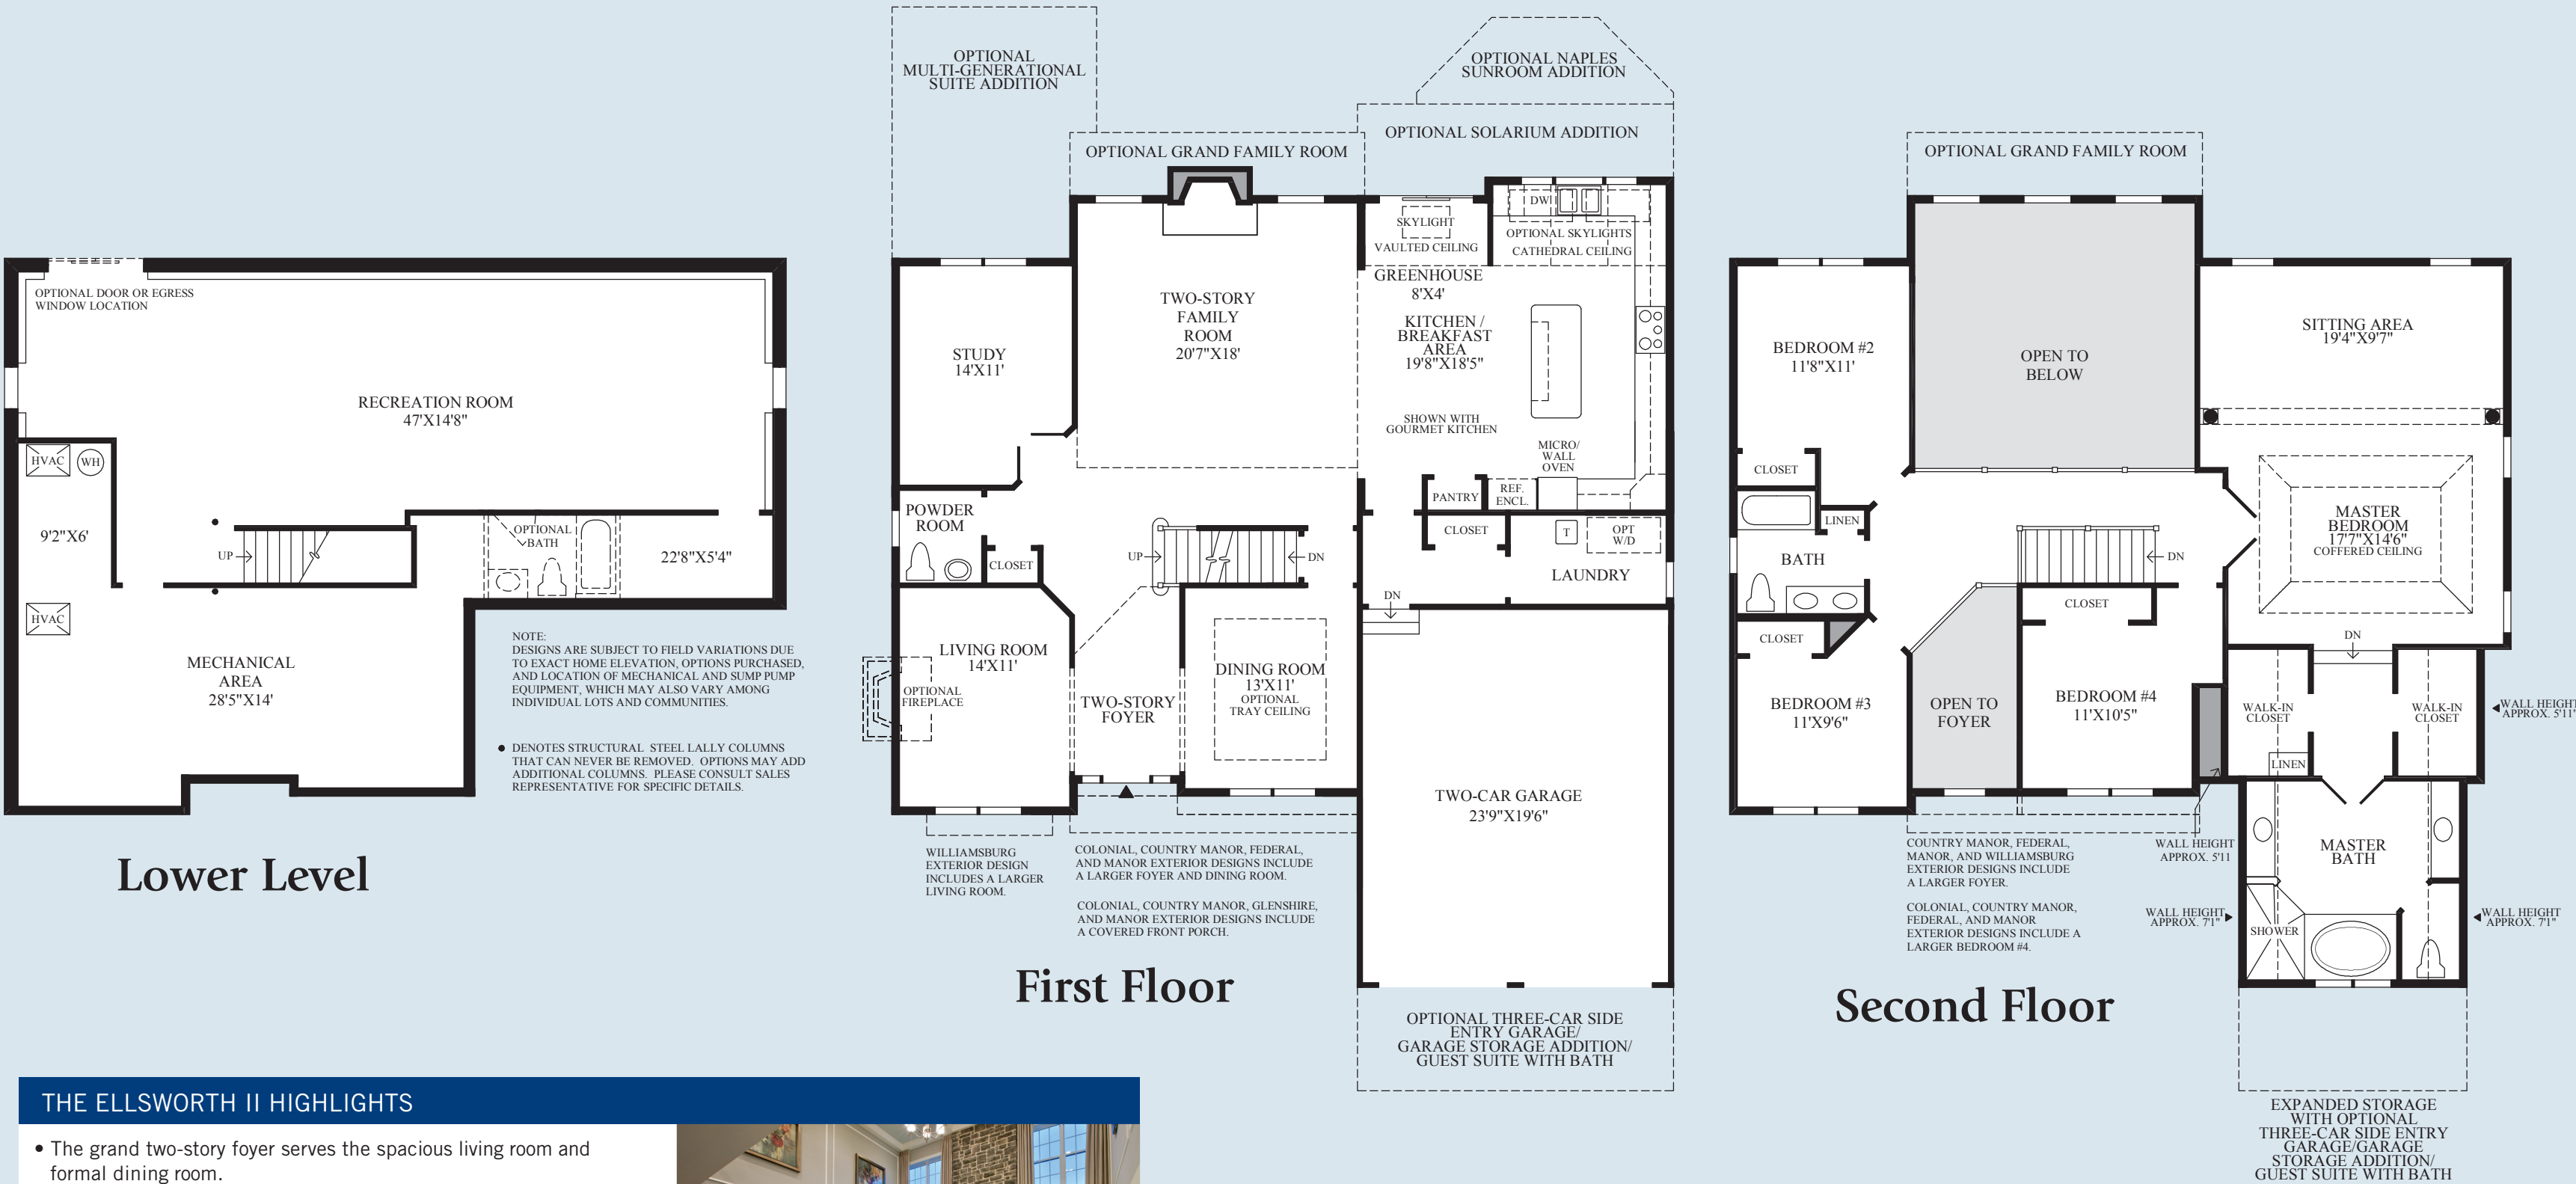 OPTIONAL DOOR OR EGRESS
WINDOW LOCATION
RECREATION ROOM
47'X14'8"
HVAC
WH
9'2"X6'
UP
OPTIONAL
BATH
22'8"X5'4"
HVAC
MECHANICAL
AREA
28'5"X14'
NOTE:
DESIGNS ARE SUBJECT TO FIELD VARIATIONS DUE
TO EXACT HOME ELEVATION, OPTIONS PURCHASED,
AND LOCATION OF MECHANICAL AND SUMP PUMP
EQUIPMENT, WHICH MAY ALSO VARY AMONG
INDIVIDUAL LOTS AND COMMUNITIES.
● DENOTES STRUCTURAL STEEL LALLY COLUMNS
THAT CAN NEVER BE REMOVED. OPTIONS MAY ADD
ADDITIONAL COLUMNS. PLEASE CONSULT SALES
REPRESENTATIVE FOR SPECIFIC DETAILS.
Lower Level
OPTIONAL
MULTI-GENERATIONAL
SUITE ADDITION
OPTIONAL NAPLES
SUNROOM ADDITION
OPTIONAL SOLARIUM ADDITION
OPTIONAL GRAND FAMILY ROOM
DW
SKYLIGHT
VAULTED CEILING
OPTIONAL SKYLIGHTS
CATHEDRAL CEILING
GREENHOUSE
8'X4'
TWO-STORY
FAMILY
ROOM
20'7"X18'
KITCHEN /
BREAKFAST
AREA
19'8"X18'5"
STUDY
14'X11'
SHOWN WITH
GOURMET KITCHEN
MICRO/
WALL
OVEN
PANTRY
REF.
ENCL.
POWDER
ROOM
CLOSET
UP
DN
CLOSET
T
OPT
W/D
LAUNDRY
DN
LIVING ROOM
14'X11'
OPTIONAL
FIREPLACE
TWO-STORY
FOYER
DINING ROOM
13'X11'
OPTIONAL
TRAY CEILING
TWO-CAR GARAGE
23'9"X19'6"
WILLIAMSBURG
EXTERIOR DESIGN
INCLUDES A LARGER
LIVING ROOM.
COLONIAL, COUNTRY MANOR, FEDERAL,
AND MANOR EXTERIOR DESIGNS INCLUDE
A LARGER FOYER AND DINING ROOM.
COLONIAL, COUNTRY MANOR, GLENSHIRE,
AND MANOR EXTERIOR DESIGNS INCLUDE
A COVERED FRONT PORCH.
First Floor
OPTIONAL THREE-CAR SIDE
ENTRY GARAGE/
GARAGE STORAGE ADDITION/
GUEST SUITE WITH BATH
OPTIONAL GRAND FAMILY ROOM
BEDROOM #2
11'8"X11'
OPEN TO
BELOW
SITTING AREA
19'4"X9'7"
CLOSET
LINEN
BATH
DN
MASTER
BEDROOM
17'7"X14'6"
COFFERED CEILING
CLOSET
CLOSET
DN
BEDROOM #3
11'X9'6"
OPEN TO
FOYER
BEDROOM #4
11'X10'5"
WALK-IN
CLOSET
LINEN
WALK-IN
CLOSET
WALL HEIGHT
APPROX. 5'11"
COUNTRY MANOR, FEDERAL,
MANOR, AND WILLIAMSBURG
EXTERIOR DESIGNS INCLUDE
A LARGER FOYER.
WALL HEIGHT
APPROX. 5'11
MASTER
BATH
COLONIAL, COUNTRY MANOR,
FEDERAL, AND MANOR
EXTERIOR DESIGNS INCLUDE A
LARGER BEDROOM #4.
WALL HEIGHT
APPROX. 7'1"
SHOWER
WALL HEIGHT
APPROX. 7'1"
Second Floor
EXPANDED STORAGE
WITH OPTIONAL
THREE-CAR SIDE ENTRY
GARAGE/GARAGE
STORAGE ADDITION/
GUEST SUITE WITH BATH
THE ELLSWORTH II HIGHLIGHTS
• The grand two-story foyer serves the spacious living room and
formal dining room.